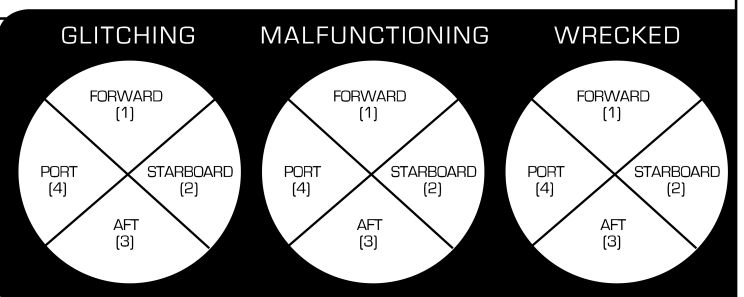 GLITCHING
FORWARD
(1)
PORT
(4)
STARBOARD
(2)
AFT
(3)
MALFUNCTIONING
FORWARD
(1)
PORT
(4)
STARBOARD
(2)
AFT
(3)
WRECKED
FORWARD
(1)
PORT
(4)
STARBOARD
(2)
AFT
(3)